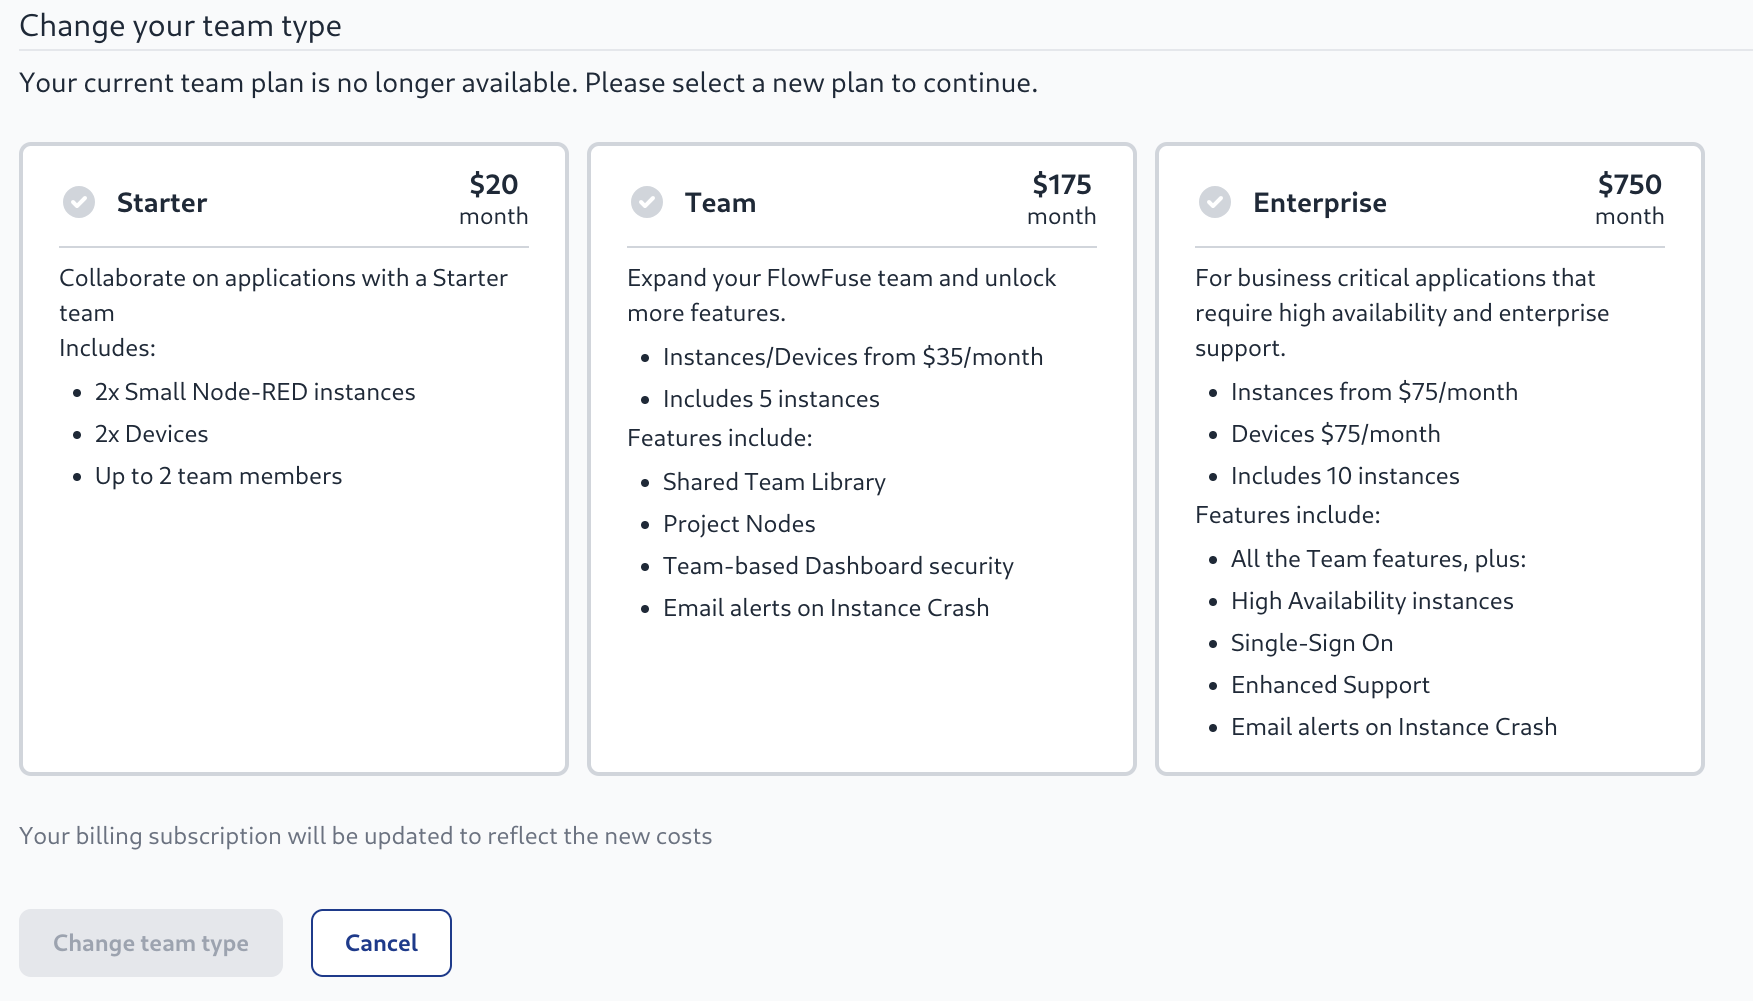 Change your team type
Your current team plan is no longer available. Please select a new plan to continue.
Starter
$20
month
Collaborate on applications with a Starter
team
Includes:
2x Small Node-RED instances
2x Devices
Up to 2 team members
Team
$175
month
Expand your FlowFuse team and unlock
more features.
Instances/Devices from $35/month
Includes 5 instances
Features include:
Shared Team Library
Project Nodes
Team-based Dashboard security
Email alerts on Instance Crash
Enterprise
$750
month
For business critical applications that
require high availability and enterprise
support.
Instances from $75/month
Devices $75/month
Includes 10 instances
Features include:
All the Team features, plus:
High Availability instances
Single-Sign On
Enhanced Support
Email alerts on Instance Crash
Your billing subscription will be updated to reflect the new costs
Change team type
Cancel